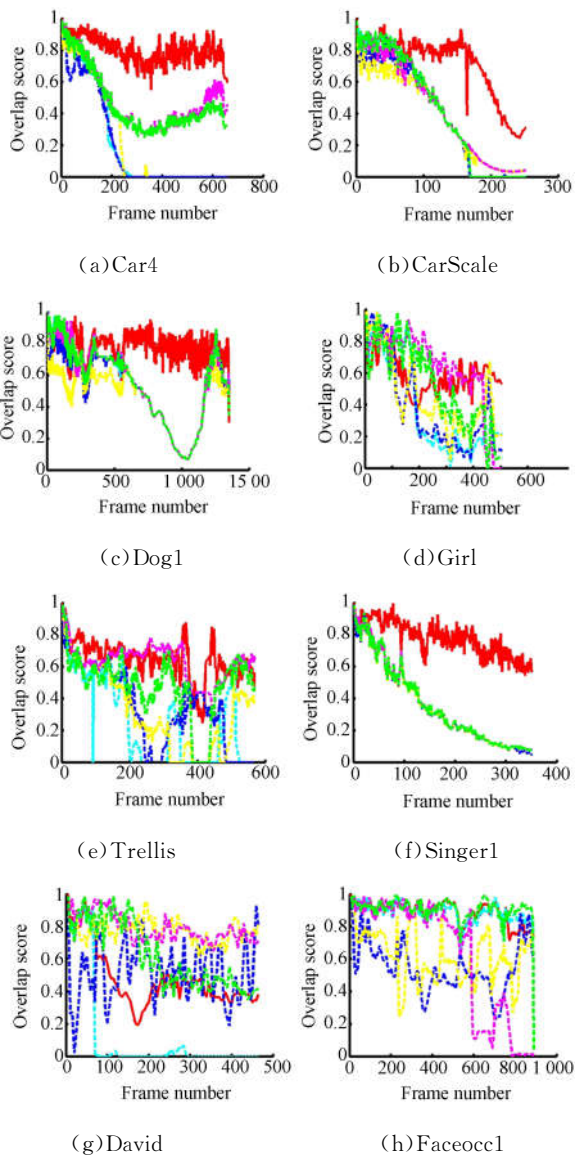 1
0.8
0.6
0.4
0.2
0
Overlap score
0 200 400 600 800
Frame number
(a)Car4
1
0.8
0.6
0.4
0.2
0
Overlap score
0 100 200 300
Frame number
(b)CarScale
1
0.8
0.6
0.4
0.2
0
Overlap score
0 500 1 000 15 00
Frame number
(c)Dog1
1
0.8
0.6
0.4
0.2
0
Overlap score
0 200 400 600
Frame number
(d)Girl
1
0.8
0.6
0.4
0.2
0
Overlap score
0 200 400 600
Frame number
(e)Trellis
1
0.8
0.6
0.4
0.2
0
Overlap score
0 100 200 300 400
Frame number
(f)Singer1
1
0.8
0.6
0.4
0.2
0
Overlap score
0 100 200 300 400 500
Frame number
(g)David
1
0.8
0.6
0.4
0.2
0
Overlap score
0 200 400 600 800 1 000
Frame number
(h)Faceocc1